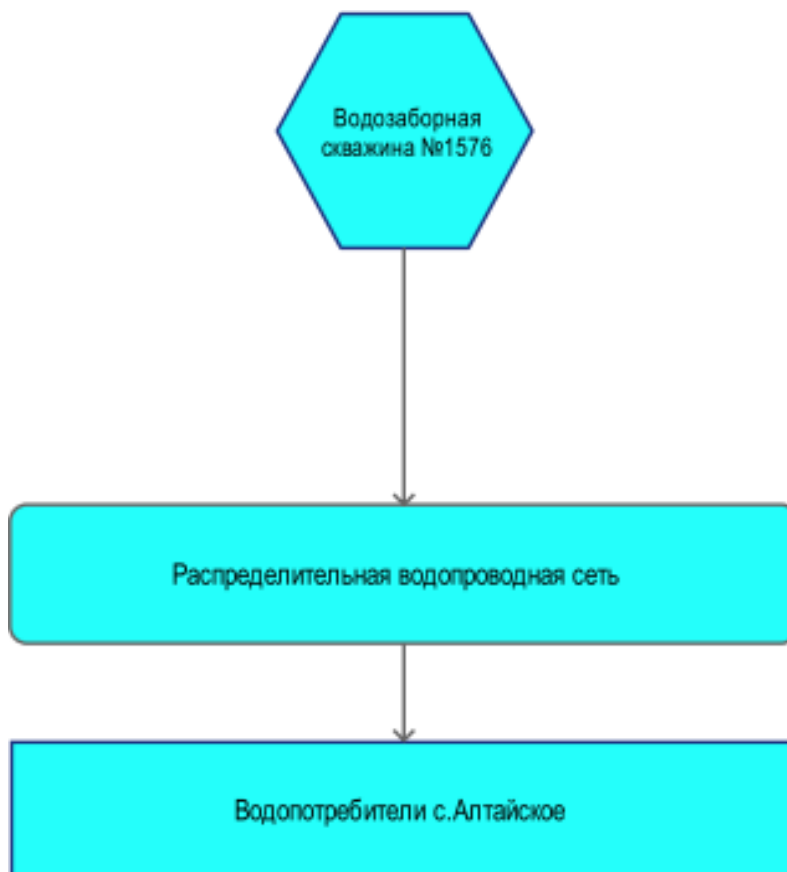 Водозаборная
скважина №1576
Распределительная водопроводная сеть
Водопотребители с.Алтайское